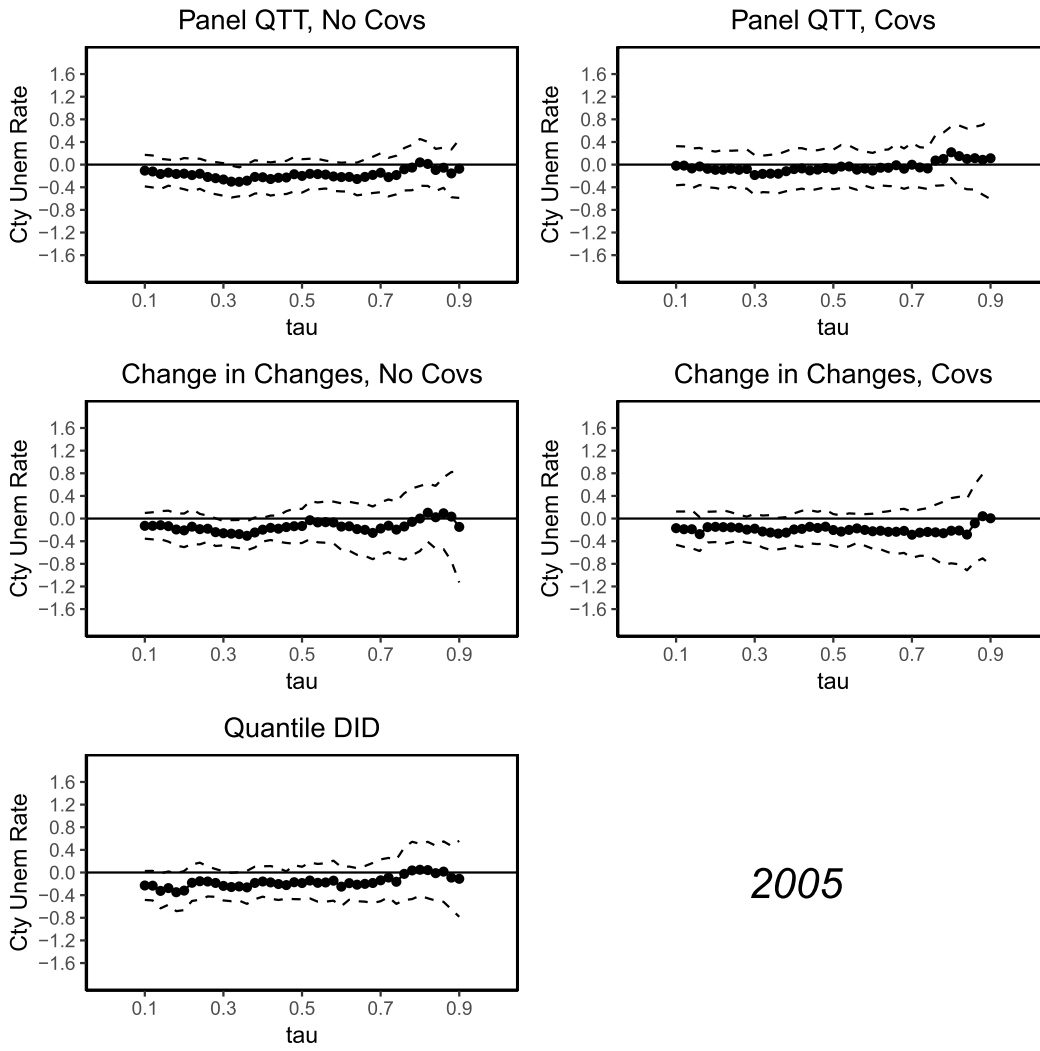 Panel QTT, No Covs
Cty Unem Rate
1.6
1.2
0.8
0.4
0.0
−0.4
−0.8
−1.2
−1.6
0.1 0.3 0.5 0.7 0.9
tau
Panel QTT, Covs
Cty Unem Rate
1.6
1.2
0.8
0.4
0.0
−0.4
−0.8
−1.2
−1.6
0.1 0.3 0.5 0.7 0.9
tau
Change in Changes, No Covs
Cty Unem Rate
1.6
1.2
0.8
0.4
0.0
−0.4
−0.8
−1.2
−1.6
0.1 0.3 0.5 0.7 0.9
tau
Change in Changes, Covs
Cty Unem Rate
1.6
1.2
0.8
0.4
0.0
−0.4
−0.8
−1.2
−1.6
0.1 0.3 0.5 0.7 0.9
tau
Quantile DID
Cty Unem Rate
1.6
1.2
0.8
0.4
0.0
−0.4
−0.8
−1.2
−1.6
0.1 0.3 0.5 0.7 0.9
tau
2005